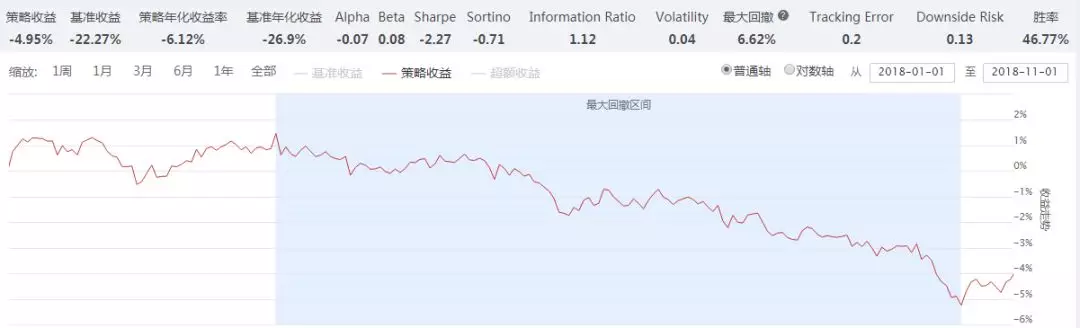 策略收益 基准收益 策略年化收益率 基准年化收益 Alpha Beta Sharpe Sortino Information Ratio Volatility 最大回撤 ? Tracking Error Downside Risk 胜率
-4.95% -22.27% -6.12% -26.9% -0.07 0.08 -2.27 -0.71 1.12 0.04 6.62% 0.2 0.13 46.77%
缩放: 1周 1月 3月 6月 1年 全部 基准收益 策略收益 超额收益 普通轴 对数轴 从 2018-01-01 至 2018-11-01
最大回撤区间
2%
1%
0%
-1%
-2%
-3%
-4%
-5%
-6%
收益走势